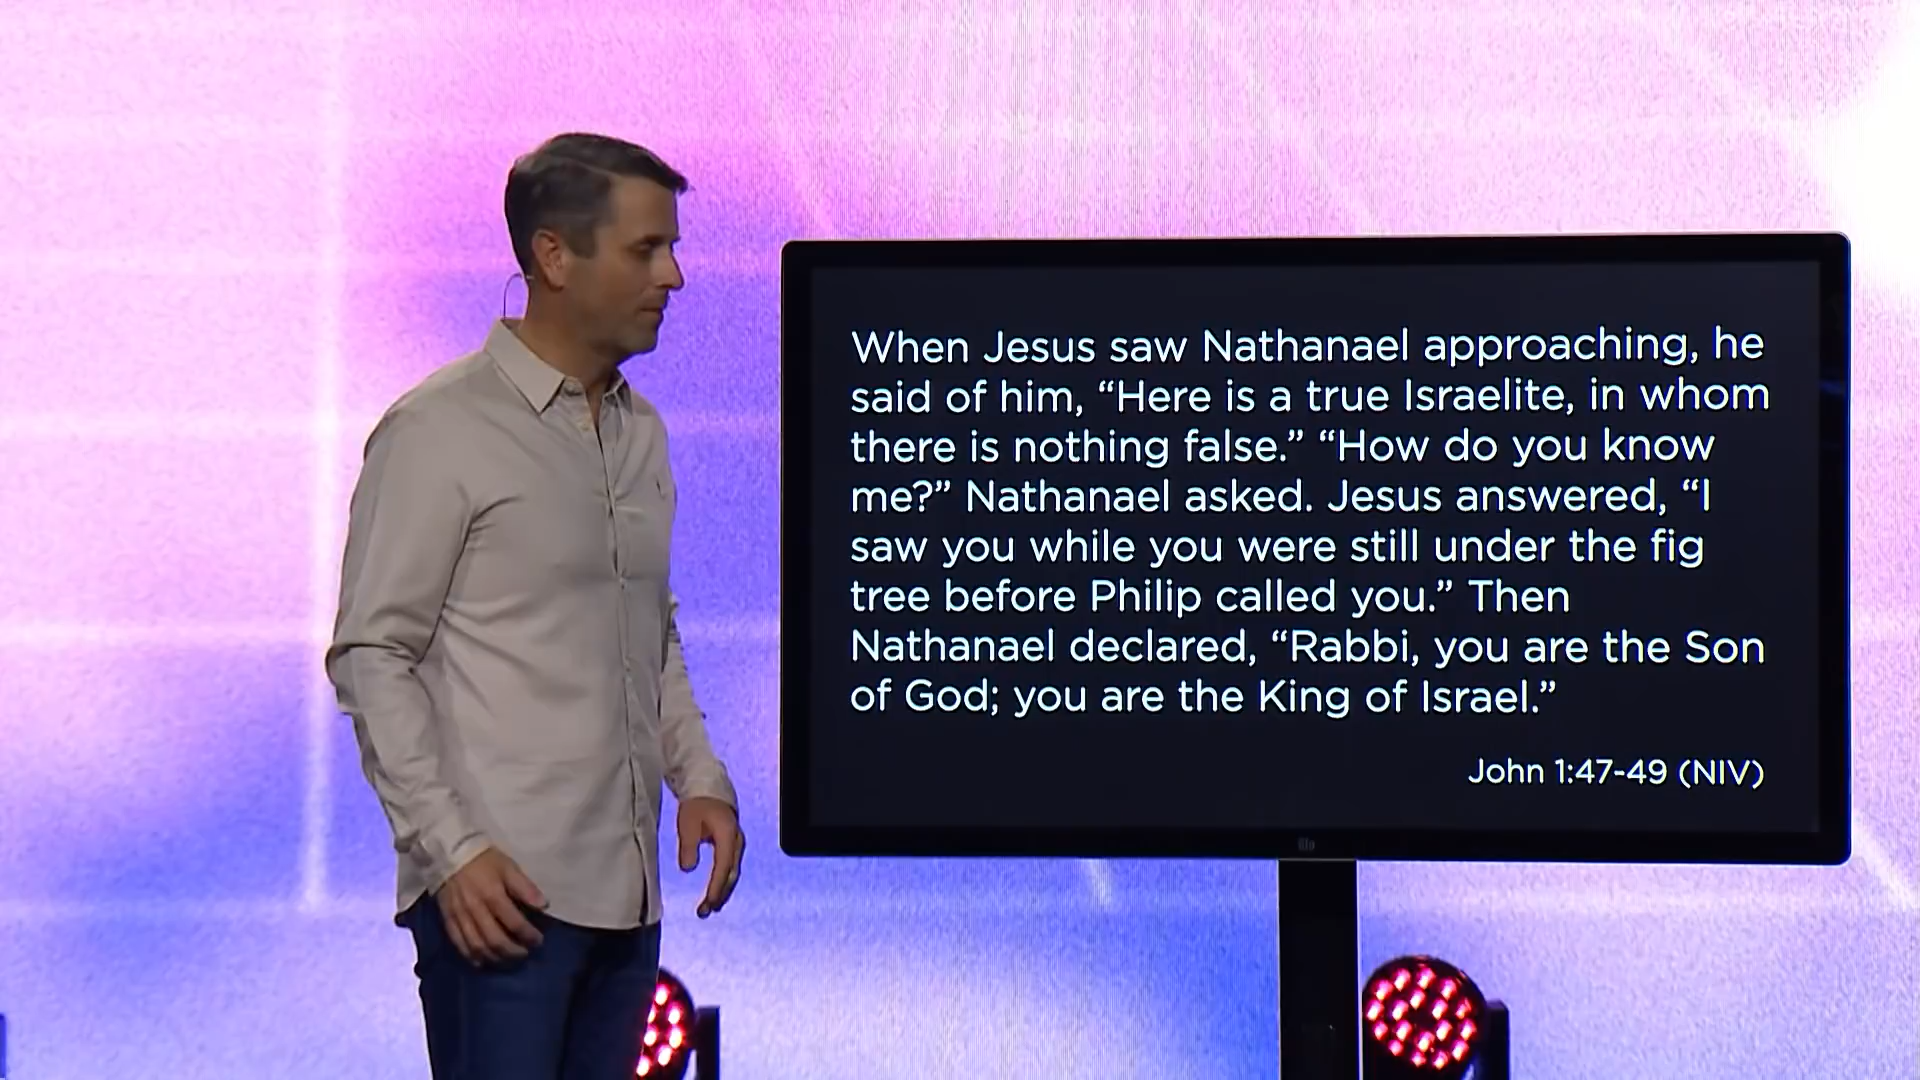 When Jesus saw Nathanael approaching, he
said of him, “Here is a true Israelite, in whom
there is nothing false.” “How do you know
me?” Nathanael asked. Jesus answered, “I
saw you while you were still under the fig
tree before Philip called you.” Then
Nathanael declared, “Rabbi, you are the Son
of God; you are the King of Israel.”
John 1:47-49 (NIV)
elo